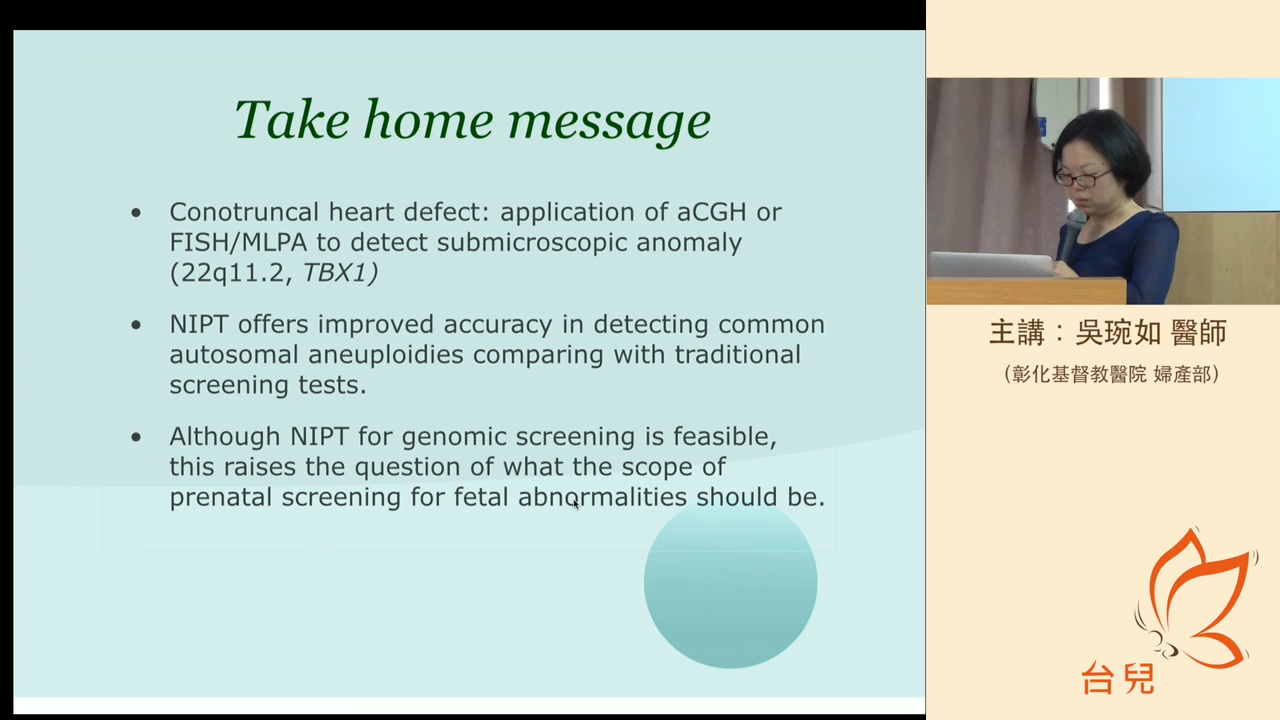 Take home message
• Conotruncal heart defect: application of aCGH or
FISH/MLPA to detect submicroscopic anomaly
(22q11.2, TBX1)
• NIPT offers improved accuracy in detecting common
autosomal aneuploidies comparing with traditional
screening tests.
• Although NIPT for genomic screening is feasible,
this raises the question of what the scope of
prenatal screening for fetal abnormalities should be.
主講：吳琬如 醫師
（彰化基督教醫院 婦產部）
台兒